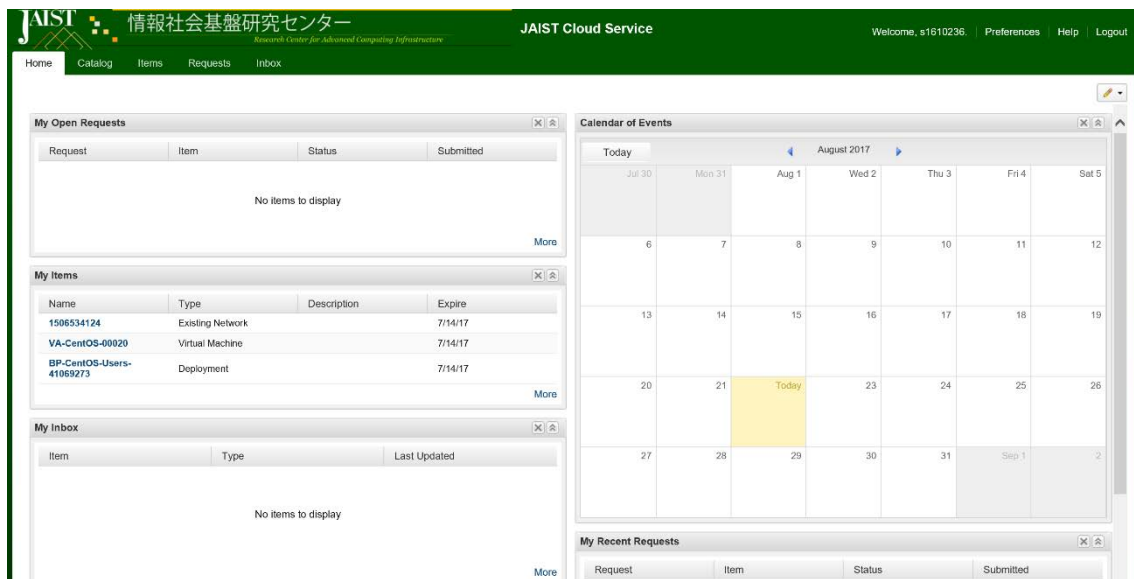 JAIST 情報社会基盤研究センター
Research Center for Advanced Computing Infrastructure
JAIST Cloud Service
Welcome, s1610236. Preferences Help Logout
Home Catalog Items Requests Inbox
My Open Requests
Request Item Status Submitted
No items to display
More
My Items
Name Type Description Expire
1506534124 Existing Network 7/14/17
VA-CentOS-00020 Virtual Machine 7/14/17
BP-CentOS-Users-
41069273 Deployment 7/14/17
More
My Inbox
Item Type Last Updated
No items to display
More
Calendar of Events
Today August 2017
Jul 30 Mon 31 Aug 1 Wed 2 Thu 3 Fri 4 Sat 5
6 7 8 9 10 11 12
13 14 15 16 17 18 19
20 21 Today 23 24 25 26
27 28 29 30 31 Sep 1 2
My Recent Requests
Request Item Status Submitted